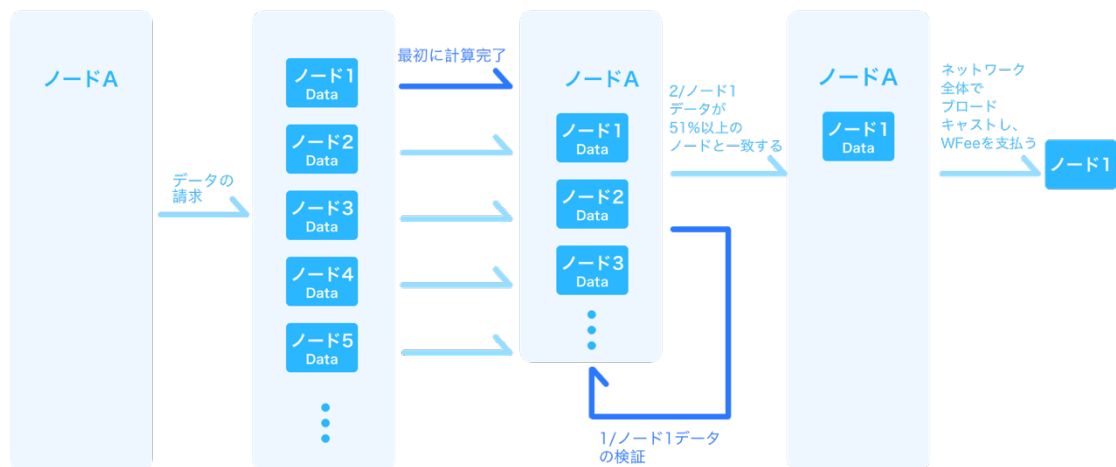 ノードA
データの
請求
ノード1
Data
ノード2
Data
ノード3
Data
ノード4
Data
ノード5
Data
最初に計算完了
ノードA
ノード1
Data
ノード2
Data
ノード3
Data
1/ノード1データ
の検証
2/ノード1
データが
51%以上の
ノードと一致する
ノードA
ノード1
Data
ネットワーク
全体で
ブロード
キャストし、
WFeeを支払う
ノード1